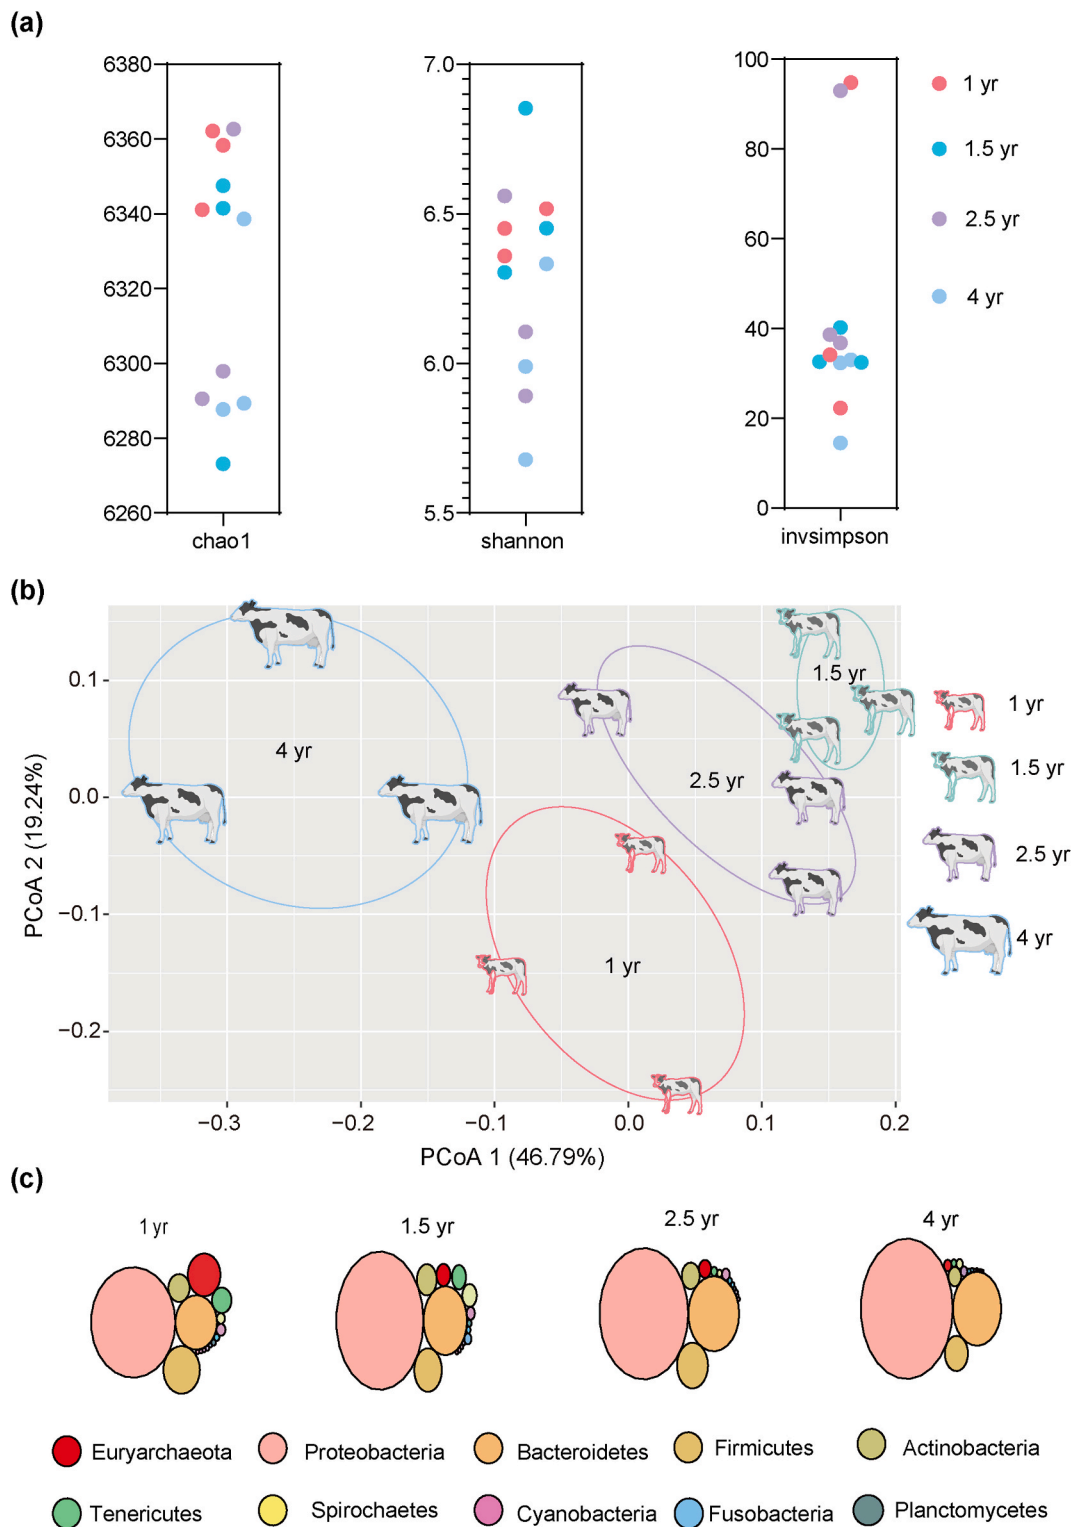 (a)
6380
6360
6340
6320
6300
6280
6260
chao1
7.0
6.5
6.0
5.5
shannon
100
80
60
40
20
0
invsimpson
1 yr
1.5 yr
2.5 yr
4 yr
(b)
PCoA 2 (19.24%)
0.1
0.0
−0.1
−0.2
4 yr
2.5 yr
1.5 yr
1 yr
1 yr
1.5 yr
2.5 yr
4 yr
−0.3 −0.2 −0.1 0.0 0.1 0.2
PCoA 1 (46.79%)
(c)
1 yr 1.5 yr 2.5 yr 4 yr
Euryarchaeota Proteobacteria Bacteroidetes Firmicutes Actinobacteria
Tenericutes Spirochaetes Cyanobacteria Fusobacteria Planctomycetes